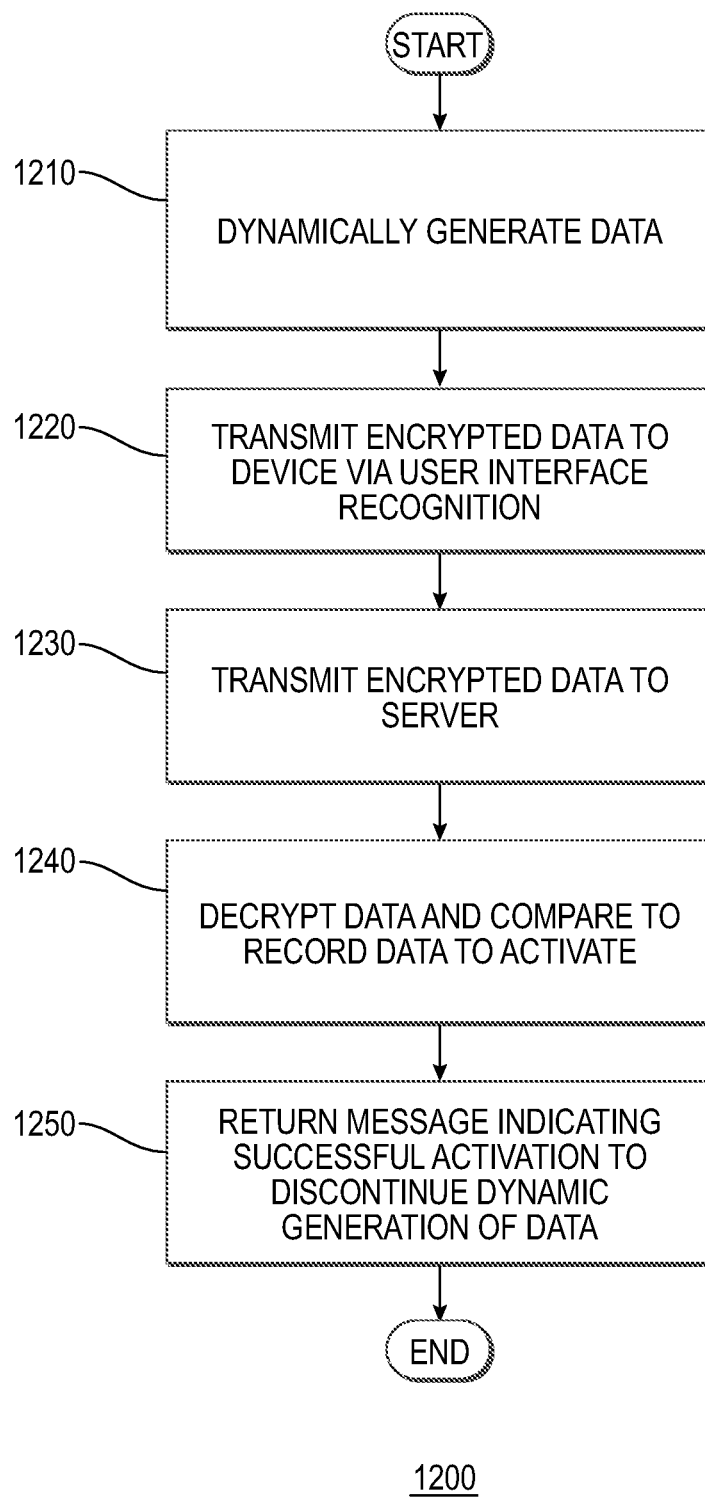 START
1210
DYNAMICALLY GENERATE DATA
1220
TRANSMIT ENCRYPTED DATA TO
DEVICE VIA USER INTERFACE
RECOGNITION
1230
TRANSMIT ENCRYPTED DATA TO
SERVER
1240
DECRYPT DATA AND COMPARE TO
RECORD DATA TO ACTIVATE
1250
RETURN MESSAGE INDICATING
SUCCESSFUL ACTIVATION TO
DISCONTINUE DYNAMIC
GENERATION OF DATA
END
1200